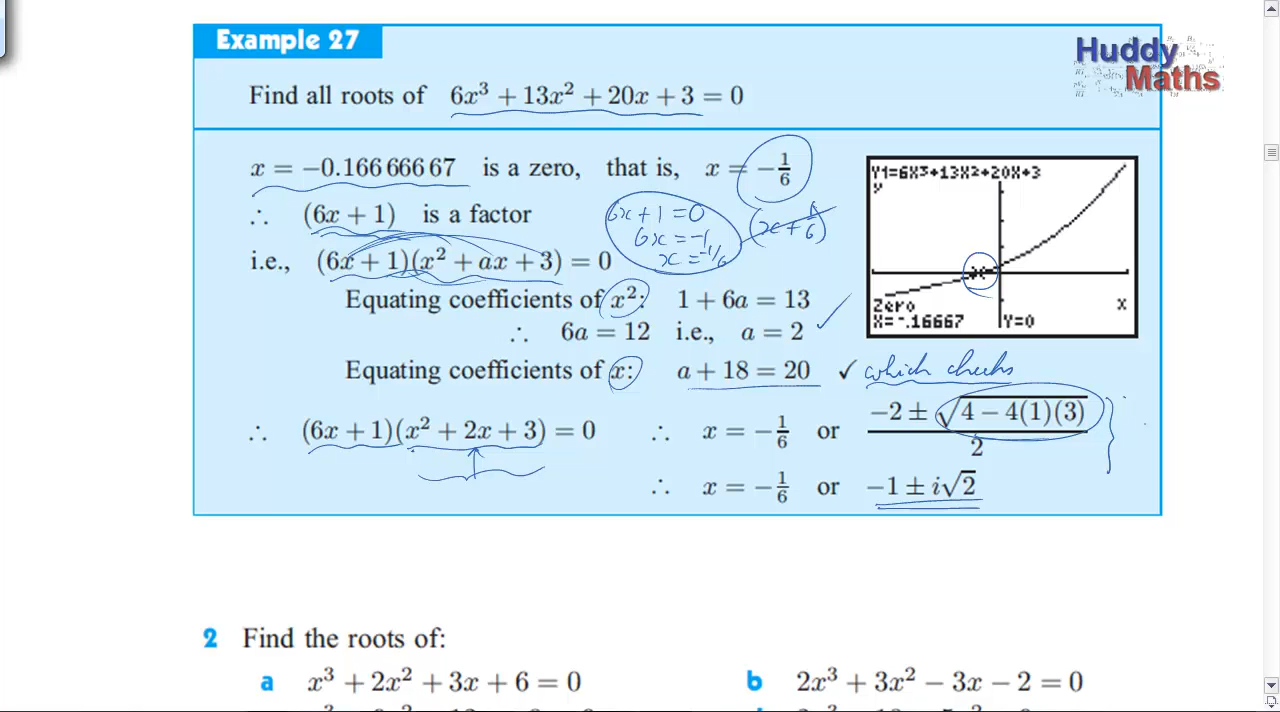 Example 27
Huddy
Maths
Find all roots of 6x³ + 13x² + 20x + 3 = 0
x = −0.166 666 67 is a zero, that is, x = −1/6
∴ (6x + 1) is a factor
6x + 1 = 0
6x = −1
x = −1/6
(x + 1/6)
i.e., (6x + 1)(x² + ax + 3) = 0
Equating coefficients of x²: 1 + 6a = 13
∴ 6a = 12 i.e., a = 2
Equating coefficients of x: a + 18 = 20 ✓ which checks
∴ (6x + 1)(x² + 2x + 3) = 0 ∴ x = −1/6 or (−2 ± √(4 − 4(1)(3)))/2
∴ x = −1/6 or −1 ± i√2
Y1=6X^3+13X2+20X+3
y
x
Zero
X=-.16667 Y=0
2 Find the roots of:
a x³ + 2x² + 3x + 6 = 0 b 2x³ + 3x² − 3x − 2 = 0